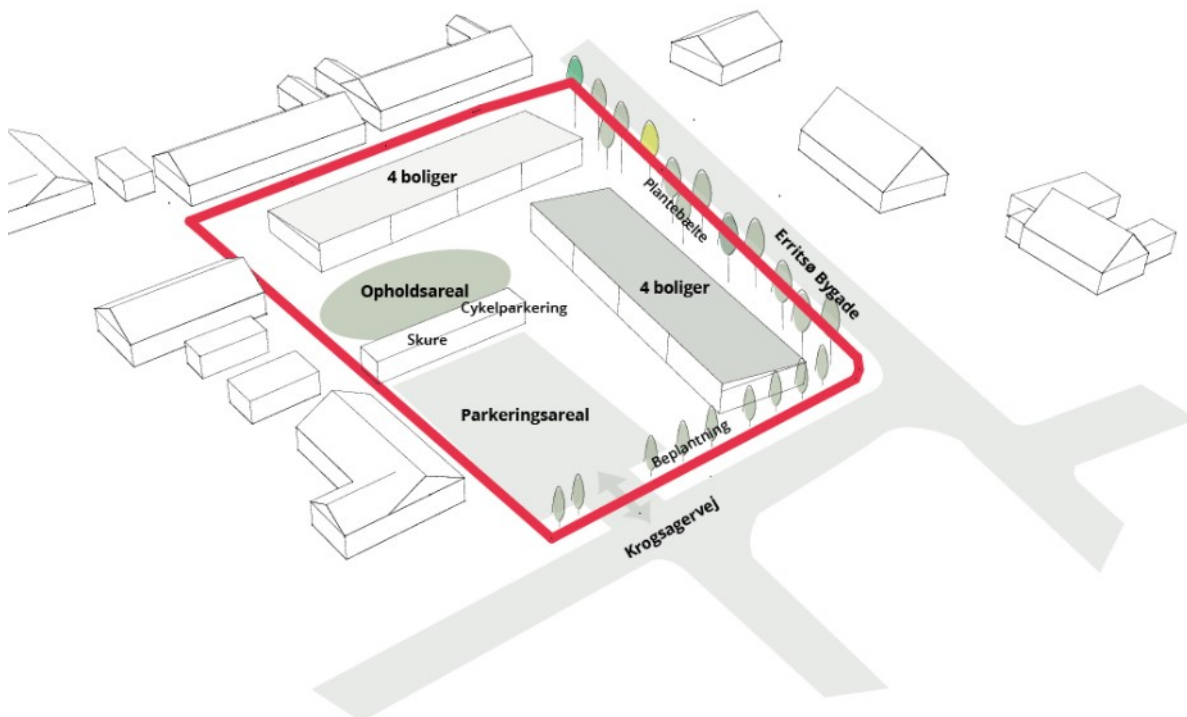 4 boliger
Plantebælte
Erritsø Bygade
4 boliger
Opholdsareal
Cykelparkering
Skure
Parkeringsareal
Beplantning
Krogsagervej